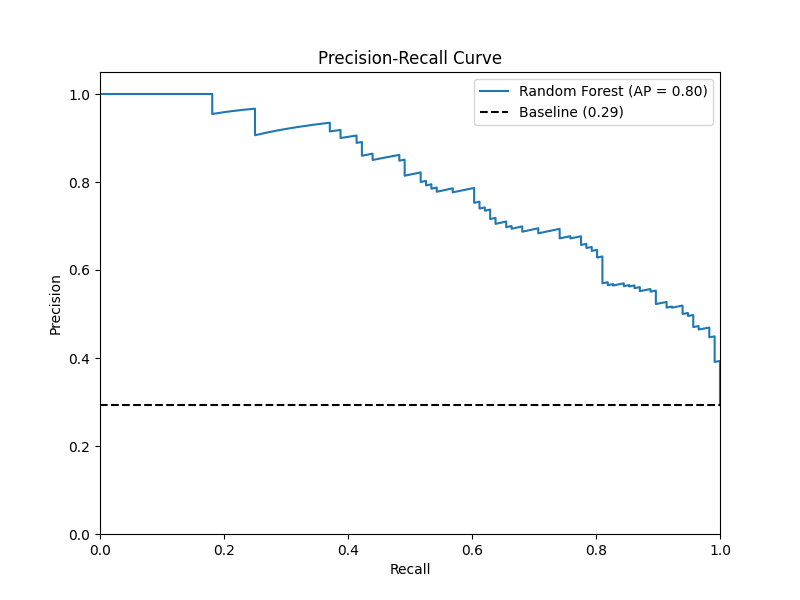 Precision-Recall Curve
Random Forest (AP = 0.80)
Baseline (0.29)
1.0
0.8
0.6
0.4
0.2
0.0
Precision
0.0 0.2 0.4 0.6 0.8 1.0
Recall